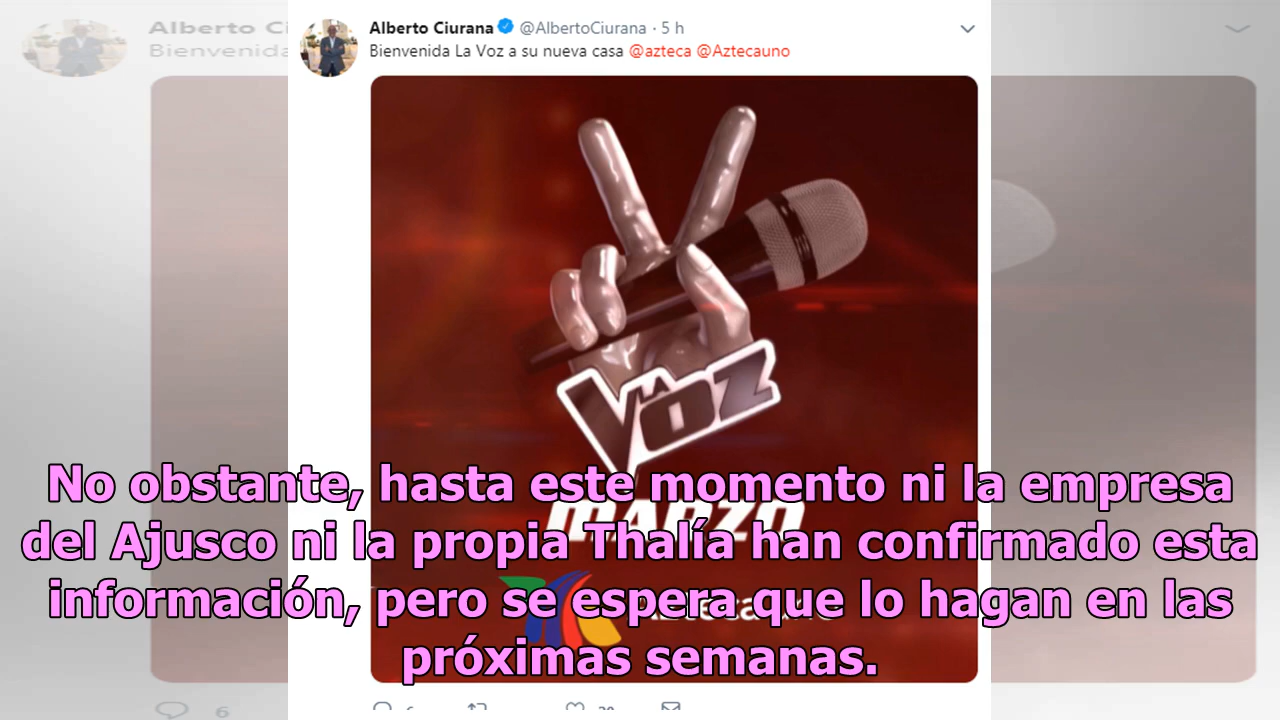 Alberto Ciurana @AlbertoCiurana · 5 h
Bienvenida La Voz a su nueva casa @azteca @Aztecauno
LA VOZ
MARZO
No obstante, hasta este momento ni la empresa
del Ajusco ni la propia Thalía han confirmado esta
información, pero se espera que lo hagan en las
próximas semanas.
6